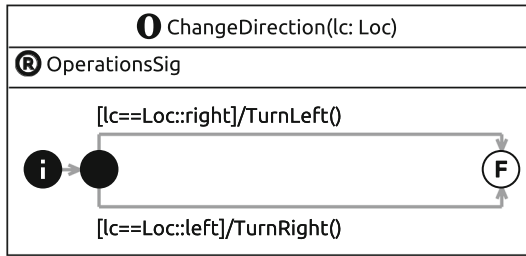 O ChangeDirection(lc: Loc)
R OperationsSig
[lc==Loc::right]/TurnLeft()
i F
[lc==Loc::left]/TurnRight()